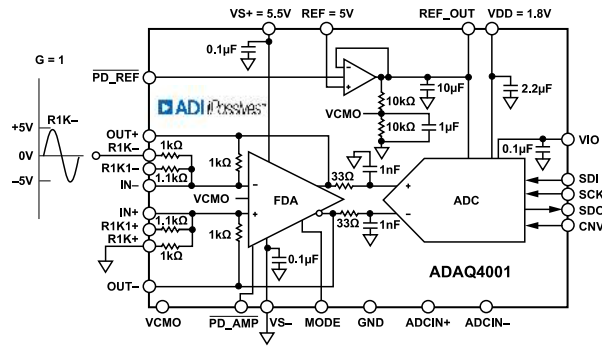 VS+ = 5.5V
REF = 5V
REF_OUT
VDD = 1.8V
G = 1
0.1µF
PD_REF
10µF
2.2µF
ADI iPassives™
10kΩ
VCMO
10kΩ
1µF
+5V
R1K–
0V
–5V
OUT+
1kΩ
R1K–
R1K1–
1.1kΩ
IN–
1kΩ
VCMO
FDA
33Ω
1nF
0.1µF
VIO
ADC
SDI
SCK
SDO
CNV
IN+
1.1kΩ
R1K1+
R1K+
1kΩ
1kΩ
33Ω
1nF
0.1µF
OUT–
ADAQ4001
VCMO
PD_AMP
VS–
MODE
GND
ADCIN+
ADCIN–